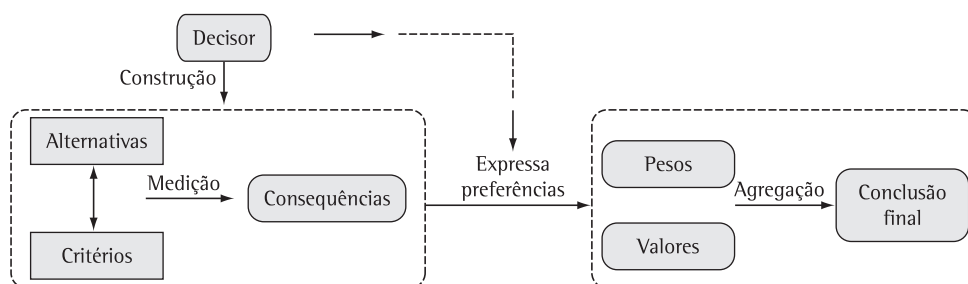 Decisor
Construção
Alternativas
Medição
Consequências
Critérios
Expressa
preferências
Pesos
Agregação
Valores
Conclusão
final